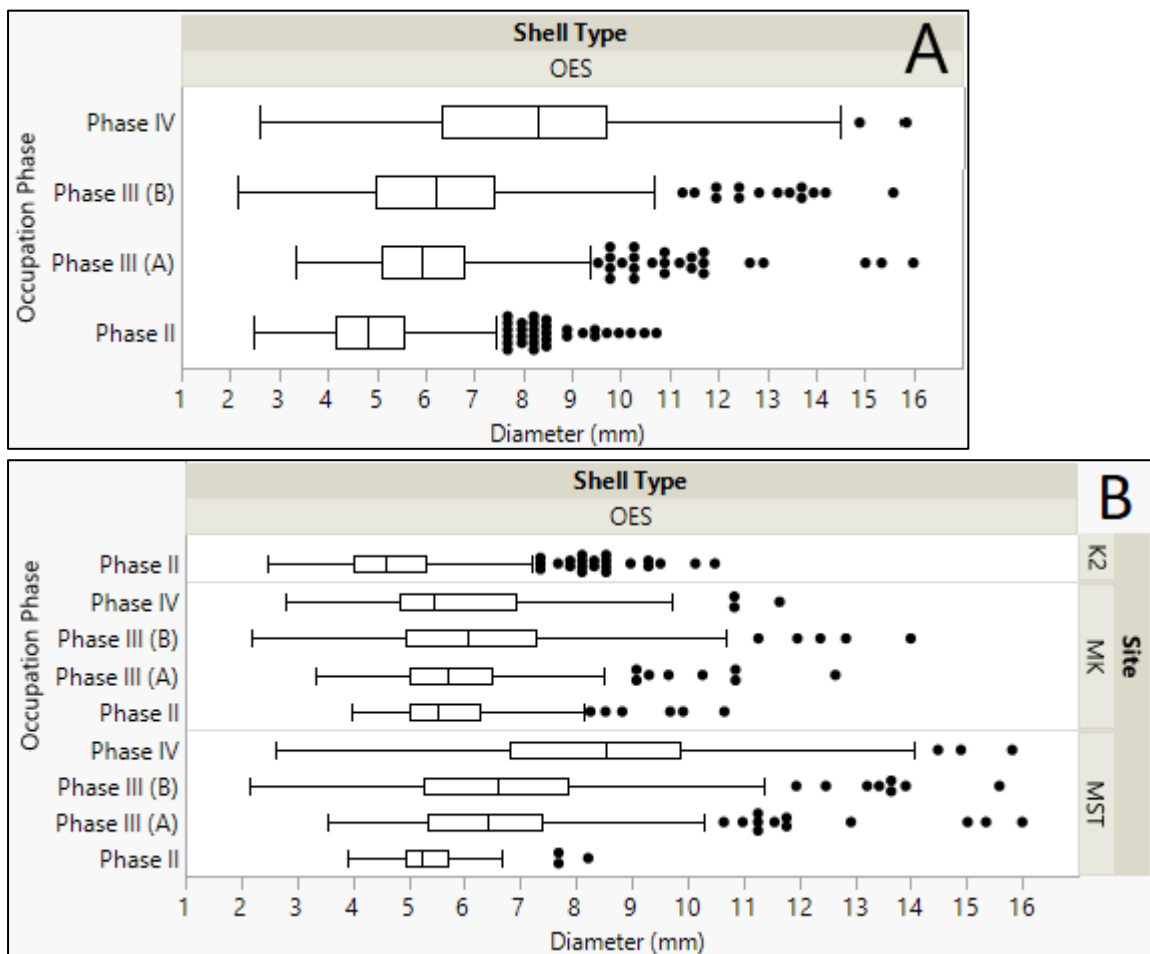 Shell Type
A
OES
Occupation Phase
Phase IV
Phase III (B)
Phase III (A)
Phase II
1 2 3 4 5 6 7 8 9 10 11 12 13 14 15 16
Diameter (mm)
Shell Type
B
OES
Occupation Phase
Site
Phase II
K2
Phase IV
Phase III (B)
Phase III (A)
Phase II
MK
Phase IV
Phase III (B)
Phase III (A)
Phase II
MST
1 2 3 4 5 6 7 8 9 10 11 12 13 14 15 16
Diameter (mm)